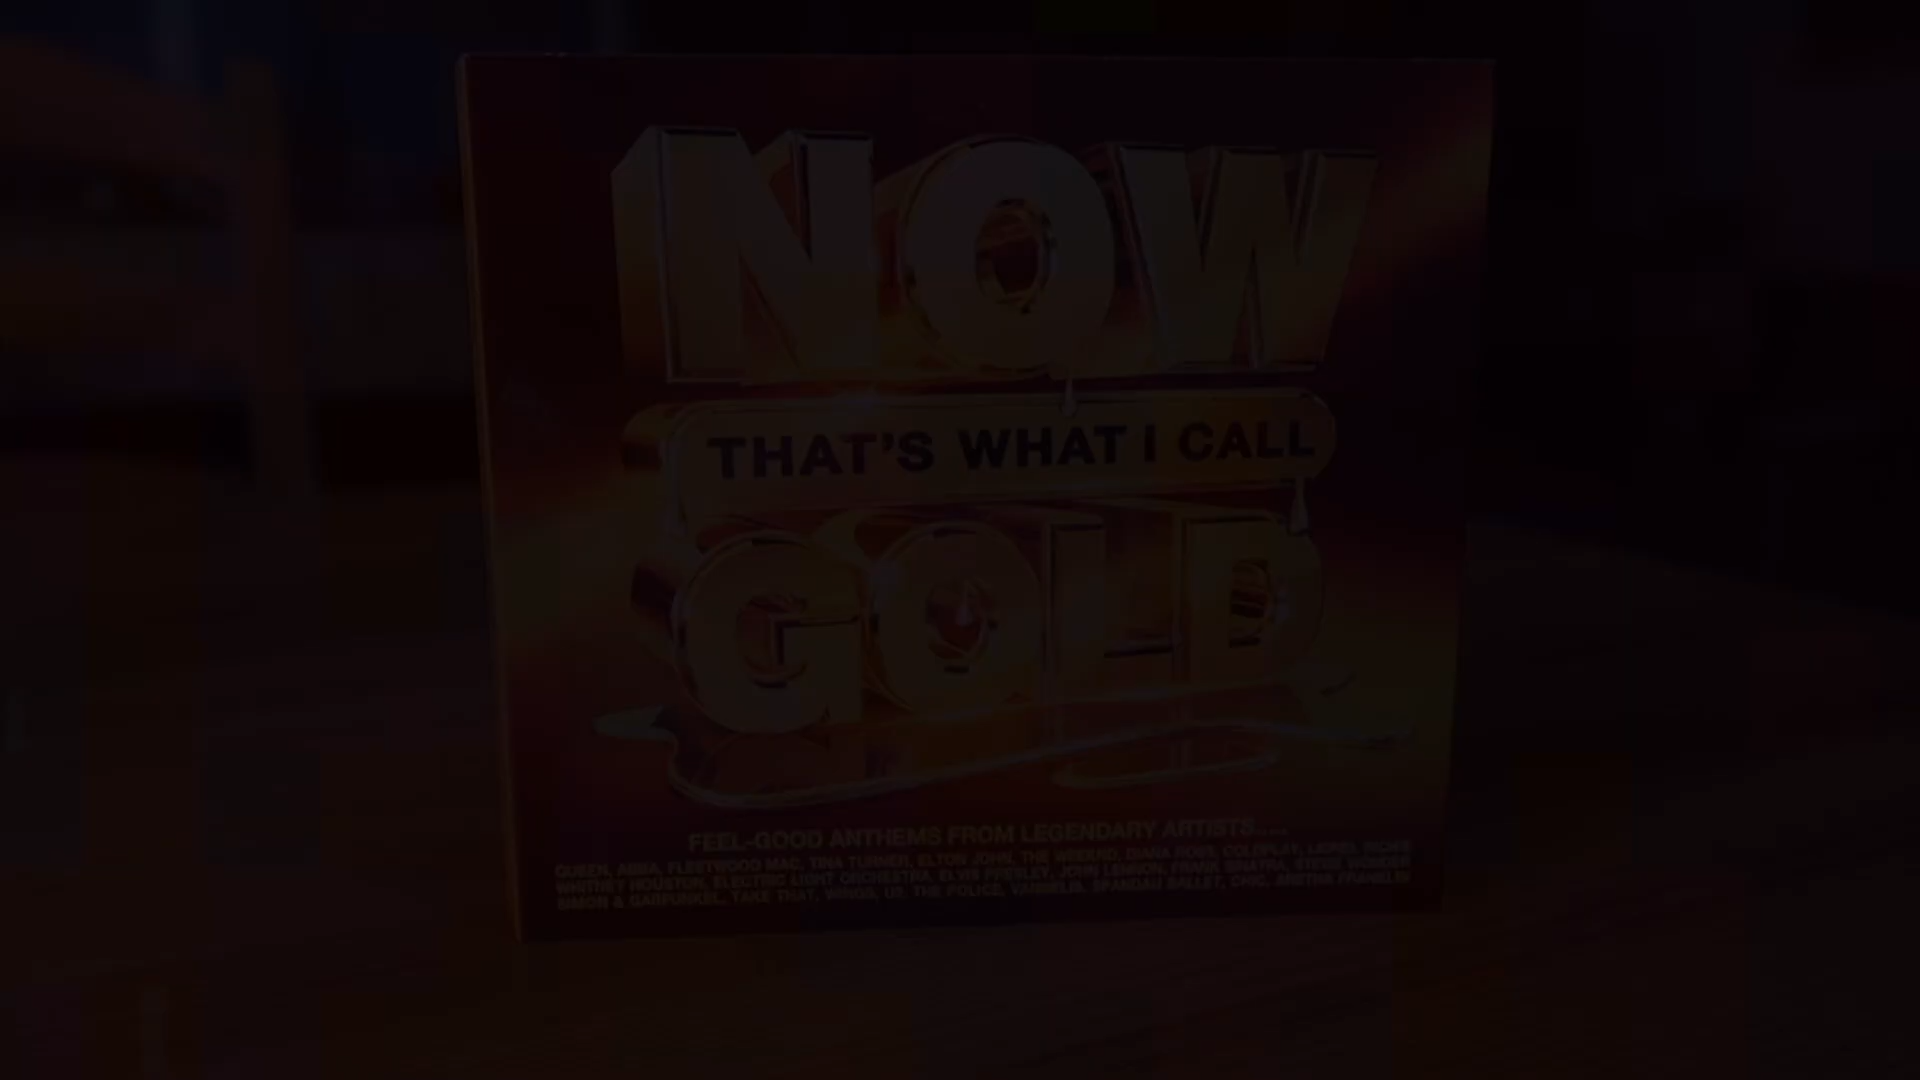 NOW
THAT'S WHAT I CALL
GOLD
FEEL-GOOD ANTHEMS FROM LEGENDARY ARTISTS.....
QUEEN, ABBA, FLEETWOOD MAC, TINA TURNER, ELTON JOHN, THE WEEKND, DIANA ROSS, COLDPLAY, LIONEL RICHIE
WHITNEY HOUSTON, ELECTRIC LIGHT ORCHESTRA, ELVIS PRESLEY, JOHN LENNON, FRANK SINATRA, STEVIE WONDER
SIMON & GARFUNKEL, TAKE THAT, WINGS, U2, THE POLICE, VANGELIS, SPANDAU BALLET, CHIC, ARETHA FRANKLIN